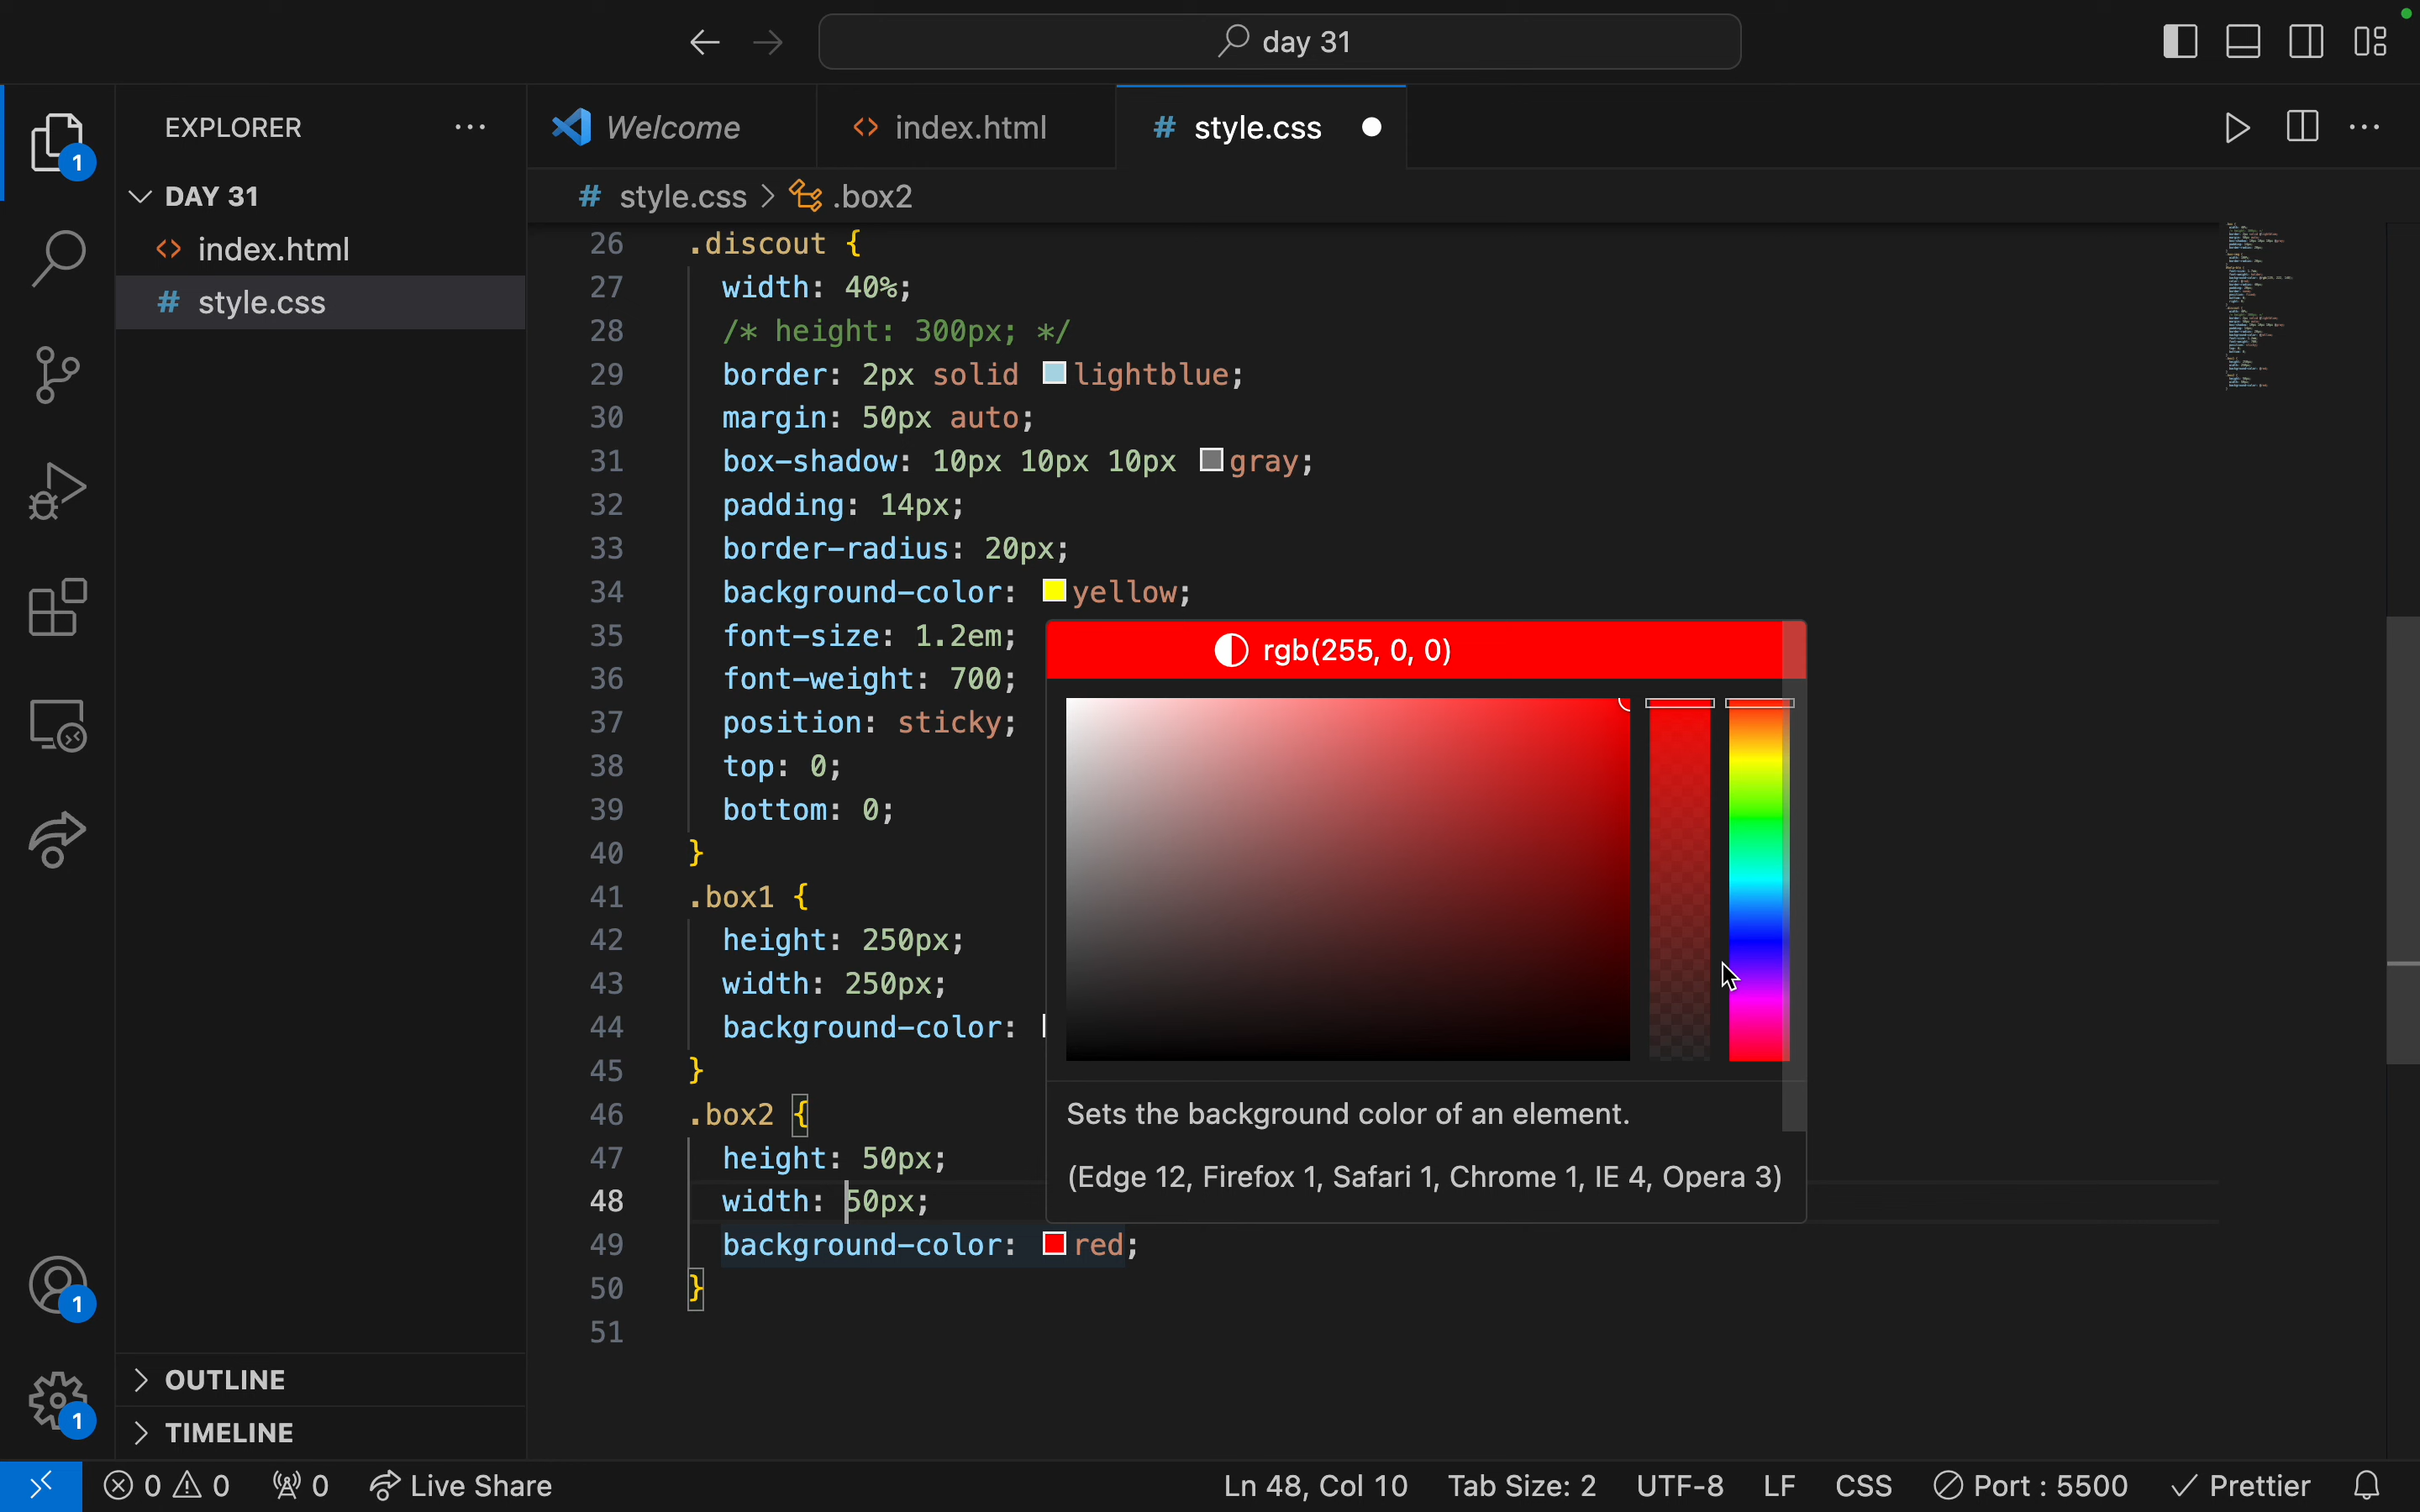 day 31
EXPLORER
Welcome
index.html
# style.css
1
DAY 31
# style.css > .box2
index.html
# style.css
26 .discout {
27 width: 40%;
28 /* height: 300px; */
29 border: 2px solid lightblue;
30 margin: 50px auto;
31 box-shadow: 10px 10px 10px gray;
32 padding: 14px;
33 border-radius: 20px;
34 background-color: yellow;
35 font-size: 1.2em;
36 font-weight: 700;
37 position: sticky;
38 top: 0;
39 bottom: 0;
40 }
41 .box1 {
42 height: 250px;
43 width: 250px;
44 background-color:
45 }
46 .box2 {
47 height: 50px;
48 width: 50px;
49 background-color: red;
50 }
51
rgb(255, 0, 0)
Sets the background color of an element.
(Edge 12, Firefox 1, Safari 1, Chrome 1, IE 4, Opera 3)
1
1
OUTLINE
TIMELINE
0 0 0 Live Share Ln 48, Col 10 Tab Size: 2 UTF-8 LF CSS Port : 5500 Prettier